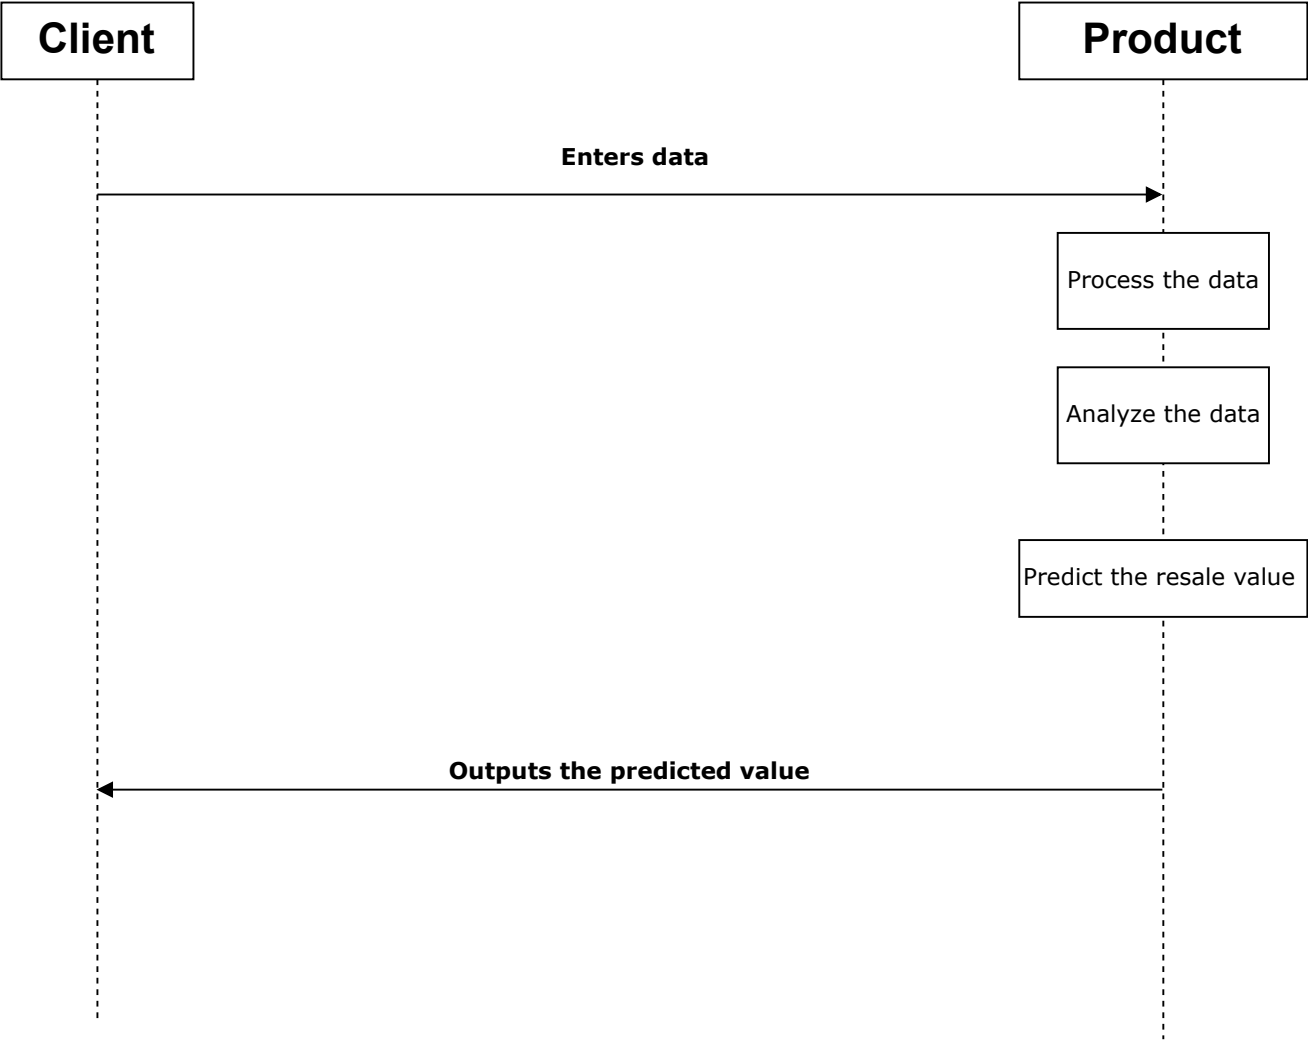 Client
Product
Enters data
Process the data
Analyze the data
Predict the resale value
Outputs the predicted value